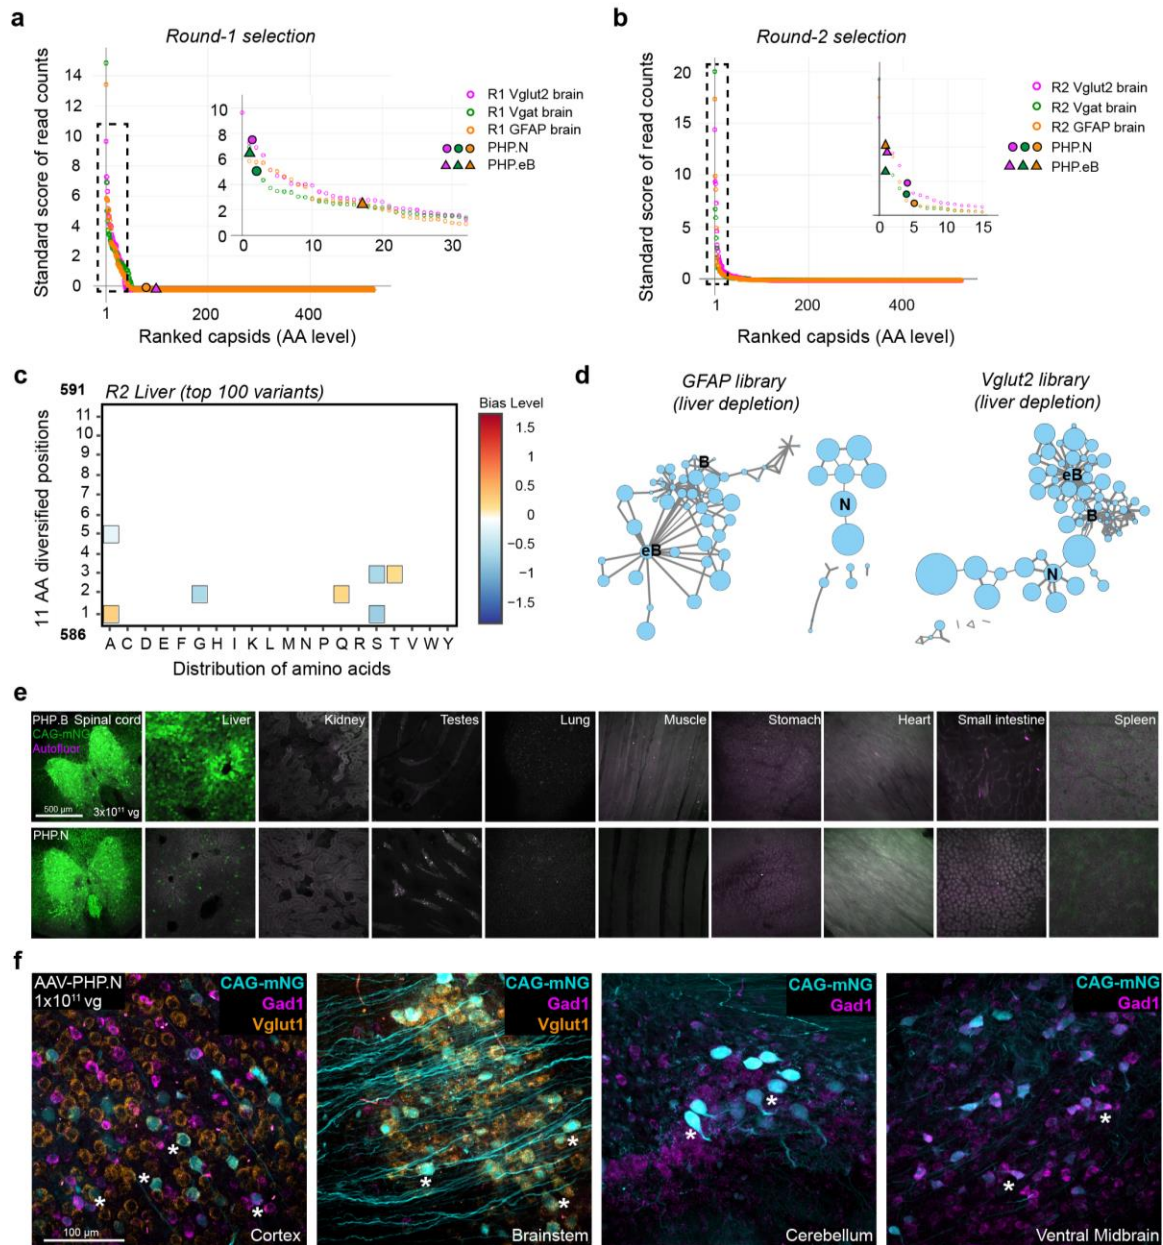 a
Round-1 selection
Standard score of read counts
14
12
10
8
6
4
2
0
1
200
400
Ranked capsids (AA level)
10
8
6
4
2
0
0
10
20
30
R1 Vglut2 brain
R1 Vgat brain
R1 GFAP brain
PHP.N
PHP.eB
b
Round-2 selection
Standard score of read counts
20
15
10
5
0
1
200
400
Ranked capsids (AA level)
0
5
10
15
R2 Vglut2 brain
R2 Vgat brain
R2 GFAP brain
PHP.N
PHP.eB
c
591
R2 Liver (top 100 variants)
11 AA diversified positions
11
10
9
8
7
6
5
4
3
2
1
586
A C D E F G H I K L M N P Q R S T V W Y
Distribution of amino acids
Bias Level
1.5
1
0.5
0
−0.5
−1
−1.5
d
GFAP library
(liver depletion)
B
eB
N
Vglut2 library
(liver depletion)
eB
B
N
e
PHP.B Spinal cord
CAG-mNG
Autofloor
500 µm
3x10¹¹ vg
Liver
Kidney
Testes
Lung
Muscle
Stomach
Heart
Small intestine
Spleen
PHP.N
f
AAV-PHP.N
1x10¹¹ vg
CAG-mNG
Gad1
Vglut1
* * * *
100 µm
Cortex
CAG-mNG
Gad1
Vglut1
* * *
Brainstem
CAG-mNG
Gad1
* *
Cerebellum
CAG-mNG
Gad1
* *
Ventral Midbrain